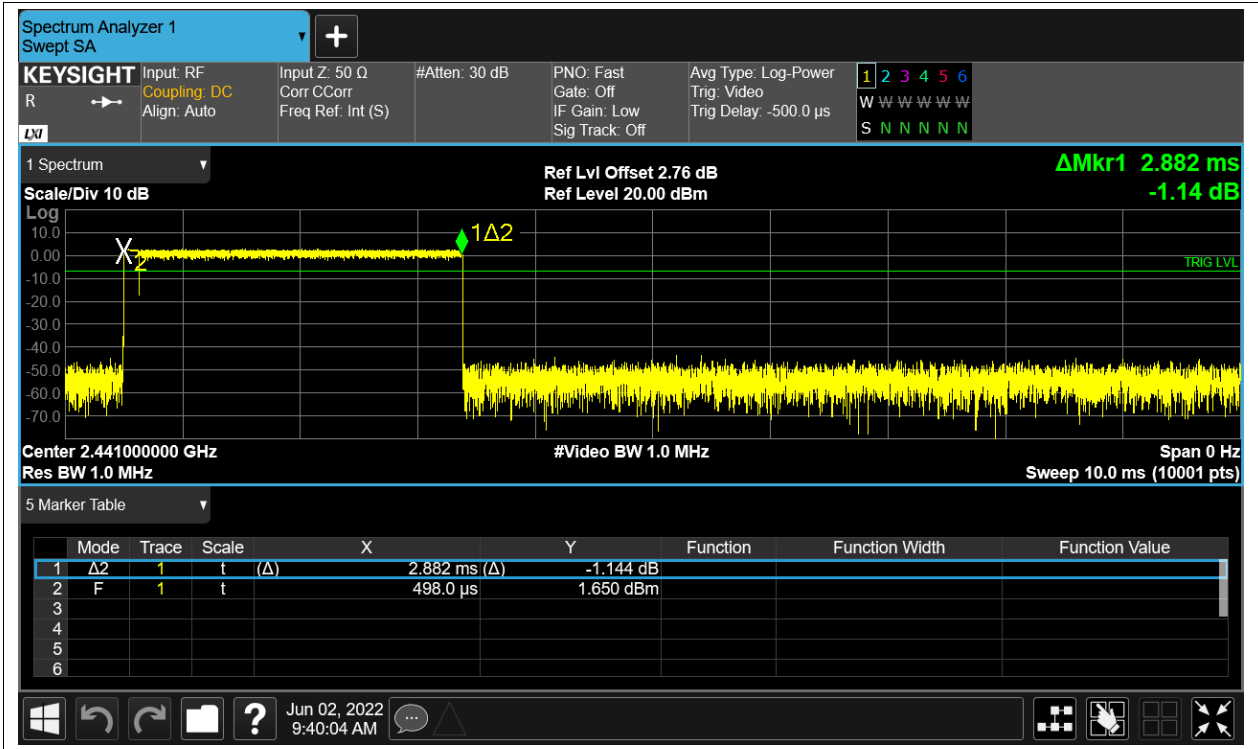 Spectrum Analyzer 1
Swept SA
KEYSIGHT
R
LXI
Input: RF
Coupling: DC
Align: Auto
Input Z: 50 Ω
Corr CCorr
Freq Ref: Int (S)
#Atten: 30 dB
PNO: Fast
Gate: Off
IF Gain: Low
Sig Track: Off
Avg Type: Log-Power
Trig: Video
Trig Delay: -500.0 µs
1 2 3 4 5 6
W W W W W W
S N N N N N
1 Spectrum
Scale/Div 10 dB
Ref Lvl Offset 2.76 dB
Ref Level 20.00 dBm
ΔMkr1 2.882 ms
-1.14 dB
Log
10.0
0.00
-10.0
-20.0
-30.0
-40.0
-50.0
-60.0
-70.0
X
2
1Δ2
TRIG LVL
Center 2.441000000 GHz
Res BW 1.0 MHz
#Video BW 1.0 MHz
Span 0 Hz
Sweep 10.0 ms (10001 pts)
5 Marker Table
Mode Trace Scale X Y Function Function Width Function Value
1 Δ2 1 t (Δ) 2.882 ms (Δ) -1.144 dB
2 F 1 t 498.0 µs 1.650 dBm
3
4
5
6
?
Jun 02, 2022
9:40:04 AM